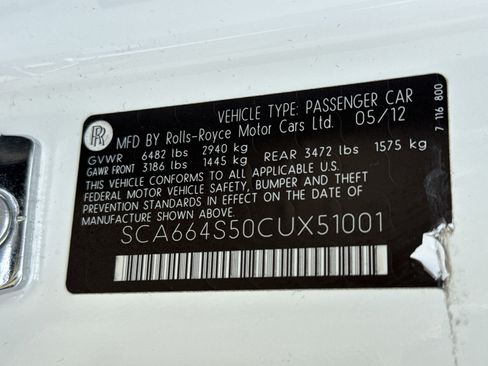 VEHICLE TYPE: PASSENGER CAR
MFD BY Rolls-Royce Motor Cars Ltd. 05/12
GVWR 6482 lbs 2940 kg
GAWR FRONT 3186 lbs 1445 kg REAR 3472 lbs 1575 kg
THIS VEHICLE CONFORMS TO ALL APPLICABLE U.S.
FEDERAL MOTOR VEHICLE SAFETY, BUMPER AND THEFT
PREVENTION STANDARDS IN EFFECT ON THE DATE OF
MANUFACTURE SHOWN ABOVE.
SCA664S50CUX51001
7 116 800
RR